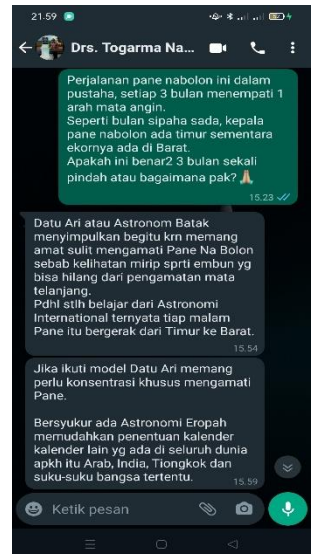 21.59
Drs. Togarma Na...
Perjalanan pane nabolon ini dalam
pustaha, setiap 3 bulan menempati 1
arah mata angin.
Seperti bulan sipaha sada, kepala
pane nabolon ada timur sementara
ekornya ada di Barat.
Apakah ini benar2 3 bulan sekali
pindah atau bagaimana pak?🙏
15.23
Datu Ari atau Astronom Batak
menyimpulkan begitu krn memang
amat sulit mengamati Pane Na Bolon
sebab kelihatan mirip sprti embun yg
bisa hilang dari pengamatan mata
telanjang.
Pdhl stlh belajar dari Astronomi
International ternyata tiap malam
Pane itu bergerak dari Timur ke Barat.
15.54
Jika ikuti model Datu Ari memang
perlu konsentrasi khusus mengamati
Pane.
Bersyukur ada Astronomi Eropah
memudahkan penentuan kalender
kalender lain yg ada di seluruh dunia
apkh itu Arab, India, Tiongkok dan
suku-suku bangsa tertentu.
15.59
Ketik pesan